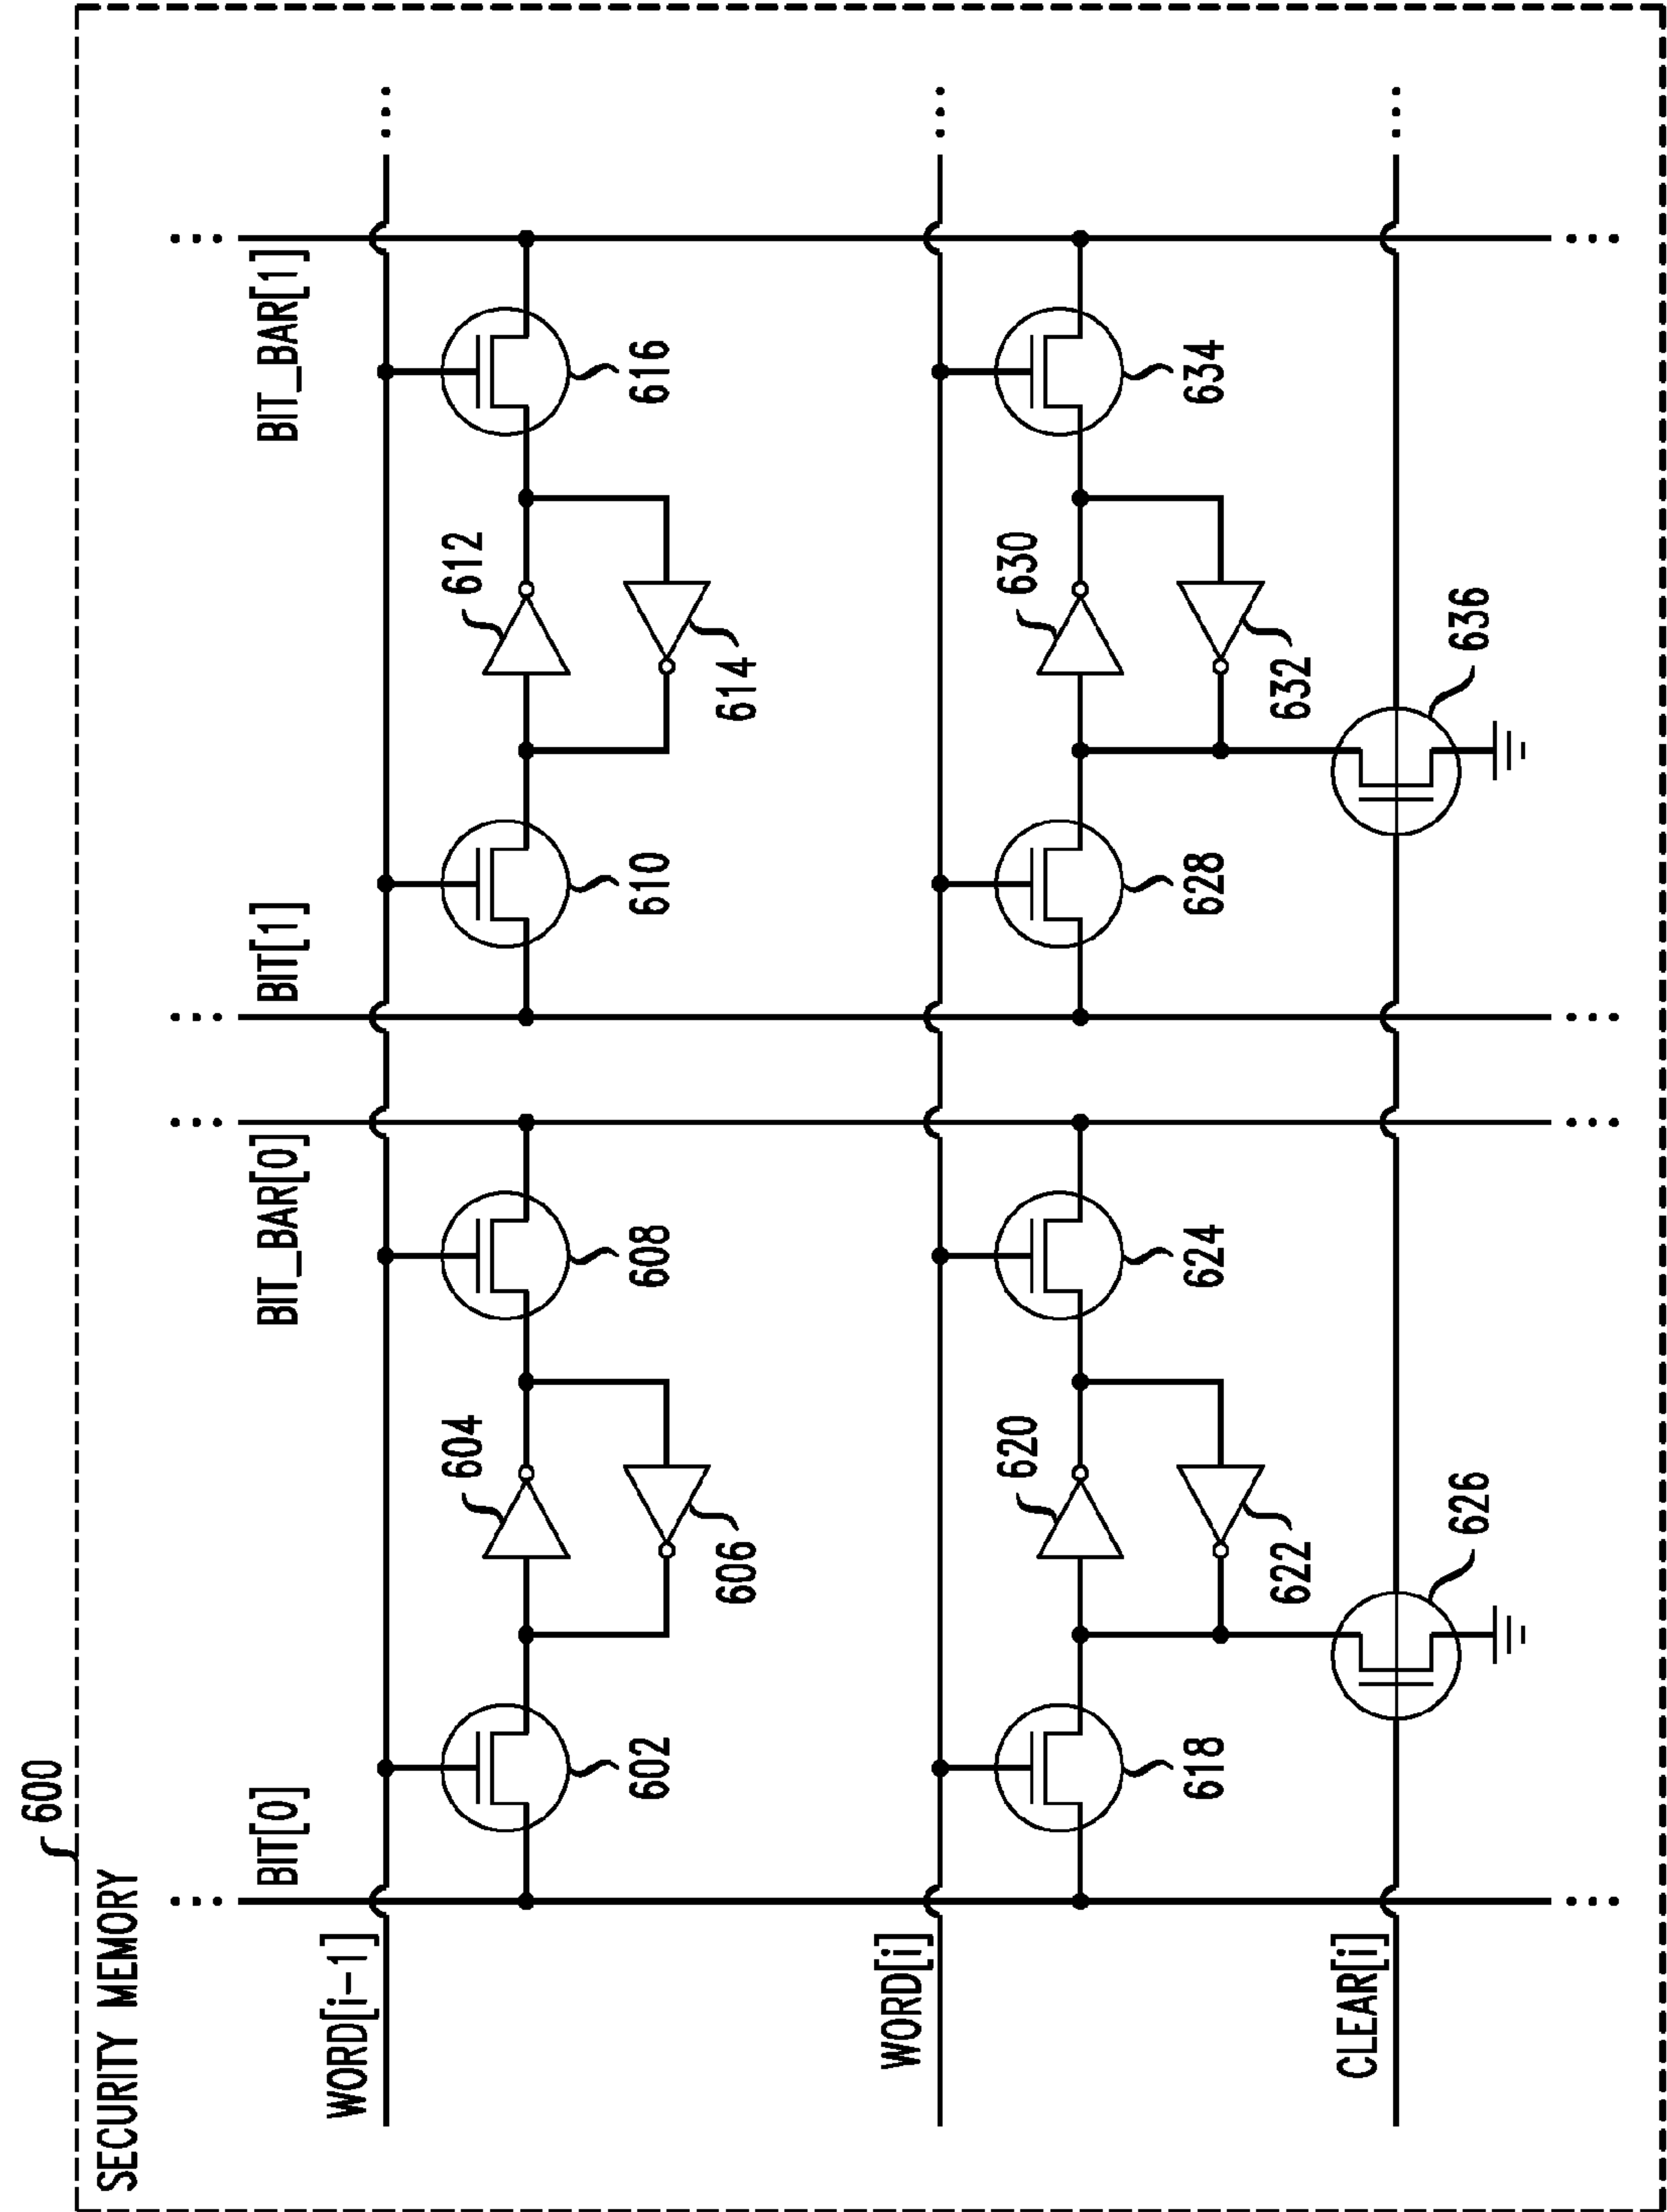 600
SECURITY MEMORY
BIT[0]
BIT_BAR[0]
BIT[1]
BIT_BAR[1]
WORD[i-1]
604
612
602
608
610
616
606
614
WORD[i]
620
630
618
624
628
634
622
632
CLEAR[i]
626
636